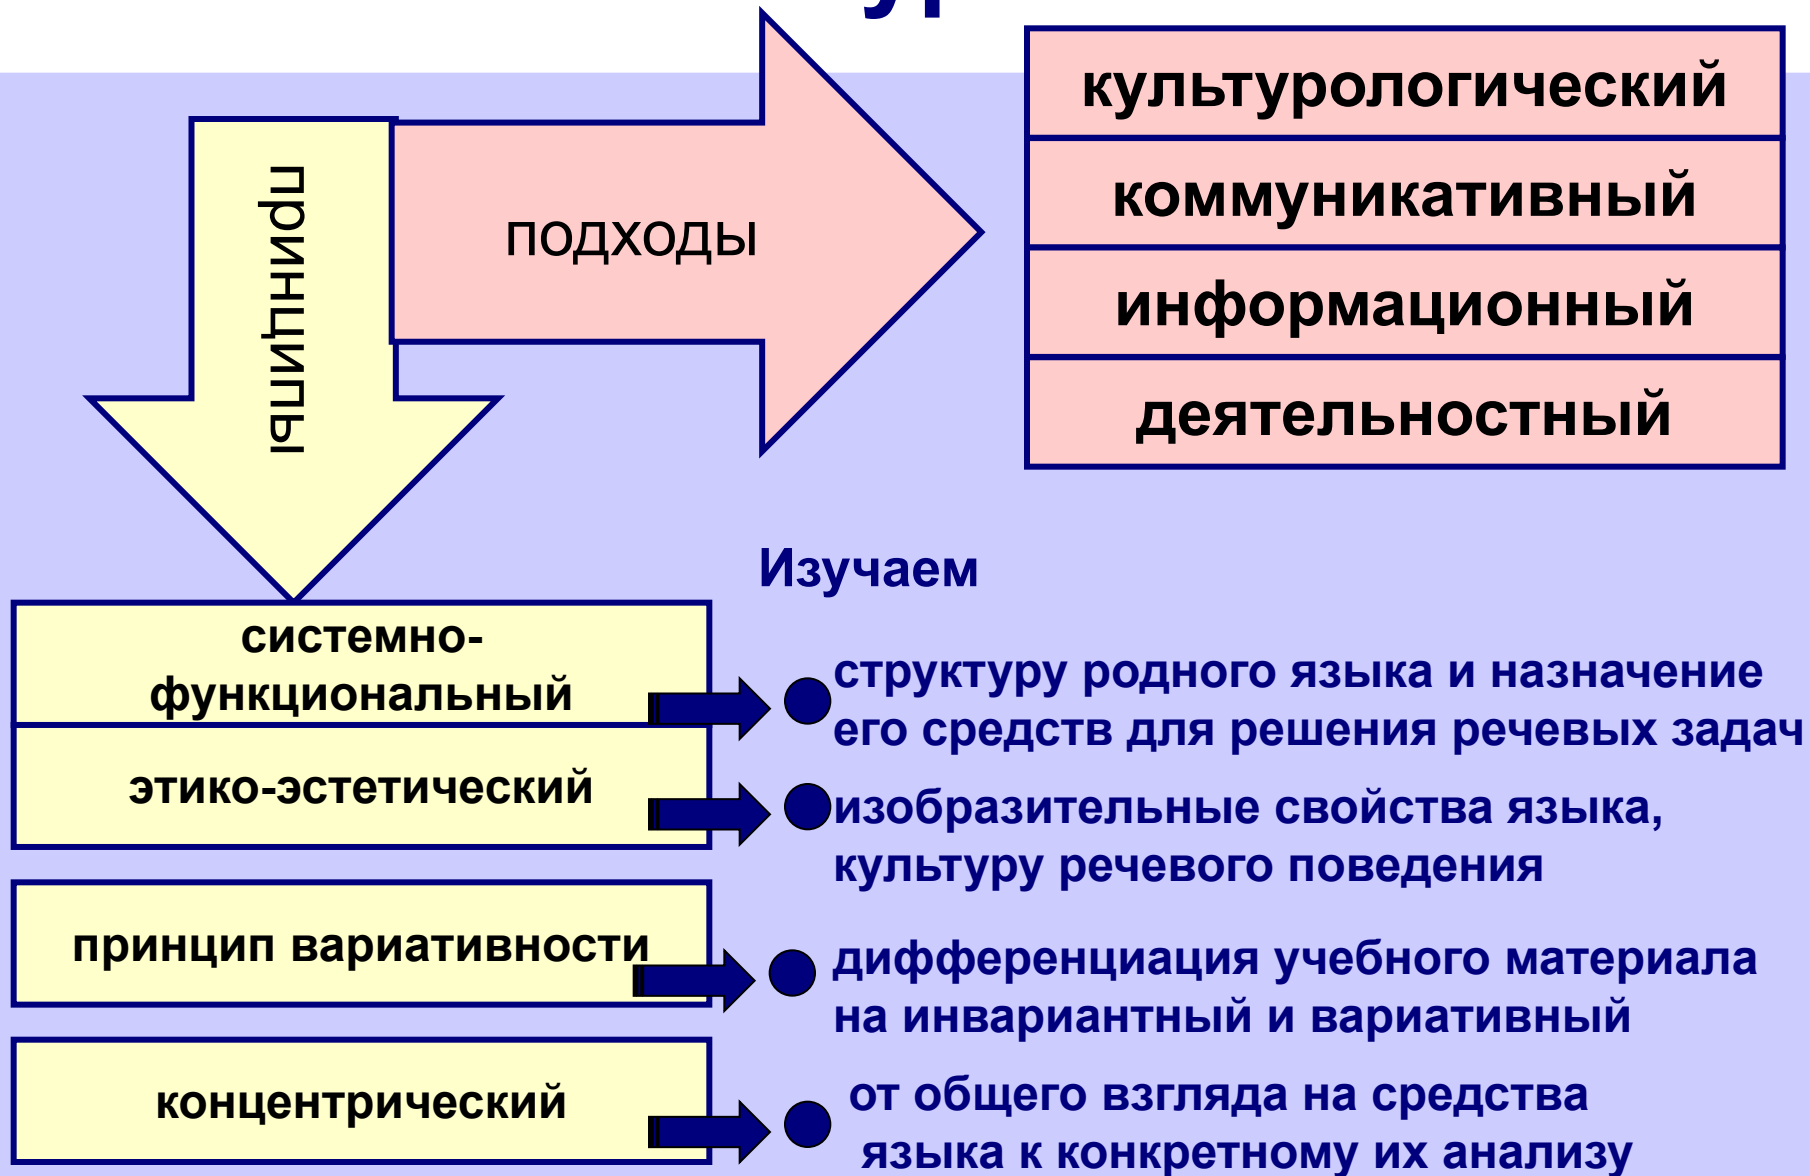 культурологический
коммуникативный
информационный
деятельностный
подходы
принципы
Изучаем
системно-
функциональный
структуру родного языка и назначение
его средств для решения речевых задач
этико-эстетический
изобразительные свойства языка,
культуру речевого поведения
принцип вариативности
дифференциация учебного материала
на инвариантный и вариативный
концентрический
от общего взгляда на средства
языка к конкретному их анализу